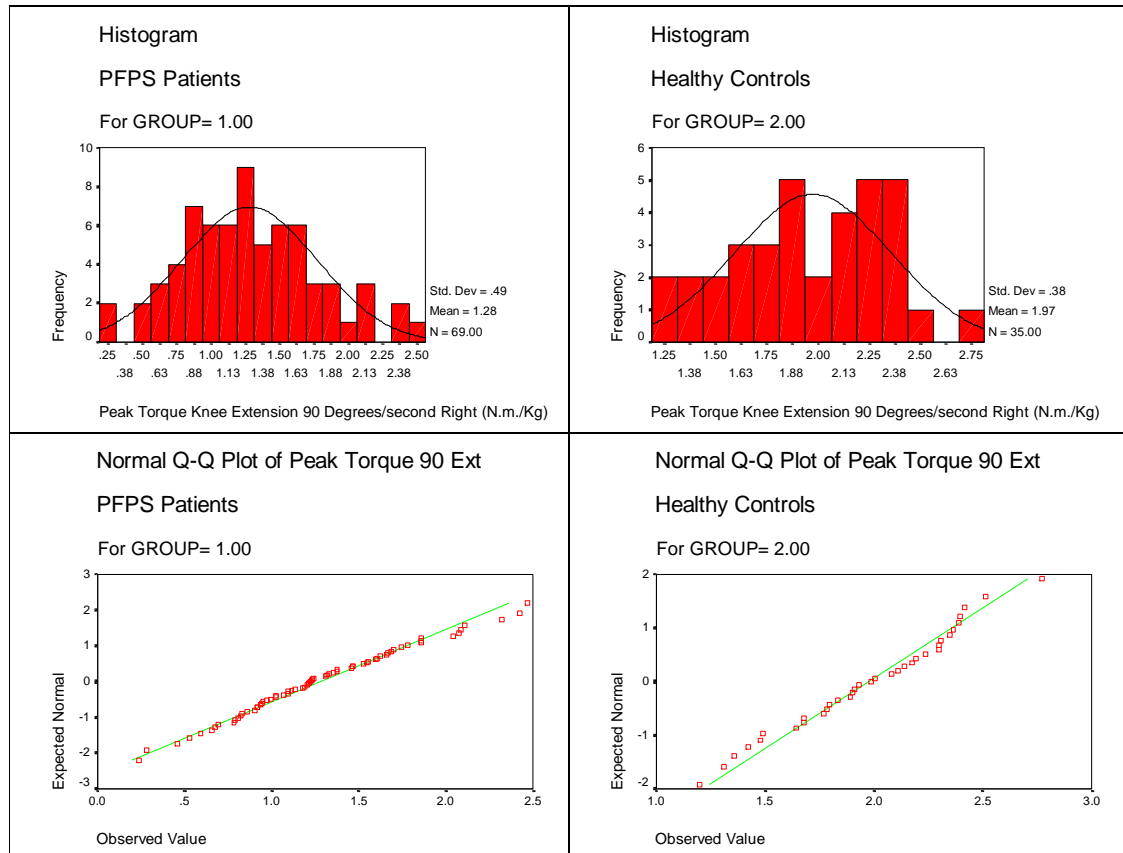 Histogram
PFPS Patients
For GROUP= 1.00
10
8
6
4
2
0
Frequency
Std. Dev = .49
Mean = 1.28
N = 69.00
.25 .50 .75 1.00 1.25 1.50 1.75 2.00 2.25 2.50
.38 .63 .88 1.13 1.38 1.63 1.88 2.13 2.38
Peak Torque Knee Extension 90 Degrees/second Right (N.m./Kg)
Histogram
Healthy Controls
For GROUP= 2.00
6
5
4
3
2
1
0
Frequency
Std. Dev = .38
Mean = 1.97
N = 35.00
1.25 1.50 1.75 2.00 2.25 2.50 2.75
1.38 1.63 1.88 2.13 2.38 2.63
Peak Torque Knee Extension 90 Degrees/second Right (N.m./Kg)
Normal Q-Q Plot of Peak Torque 90 Ext
PFPS Patients
For GROUP= 1.00
3
2
1
0
-1
-2
-3
Expected Normal
0.0 .5 1.0 1.5 2.0 2.5
Observed Value
Normal Q-Q Plot of Peak Torque 90 Ext
Healthy Controls
For GROUP= 2.00
2
1
0
-1
-2
Expected Normal
1.0 1.5 2.0 2.5 3.0
Observed Value